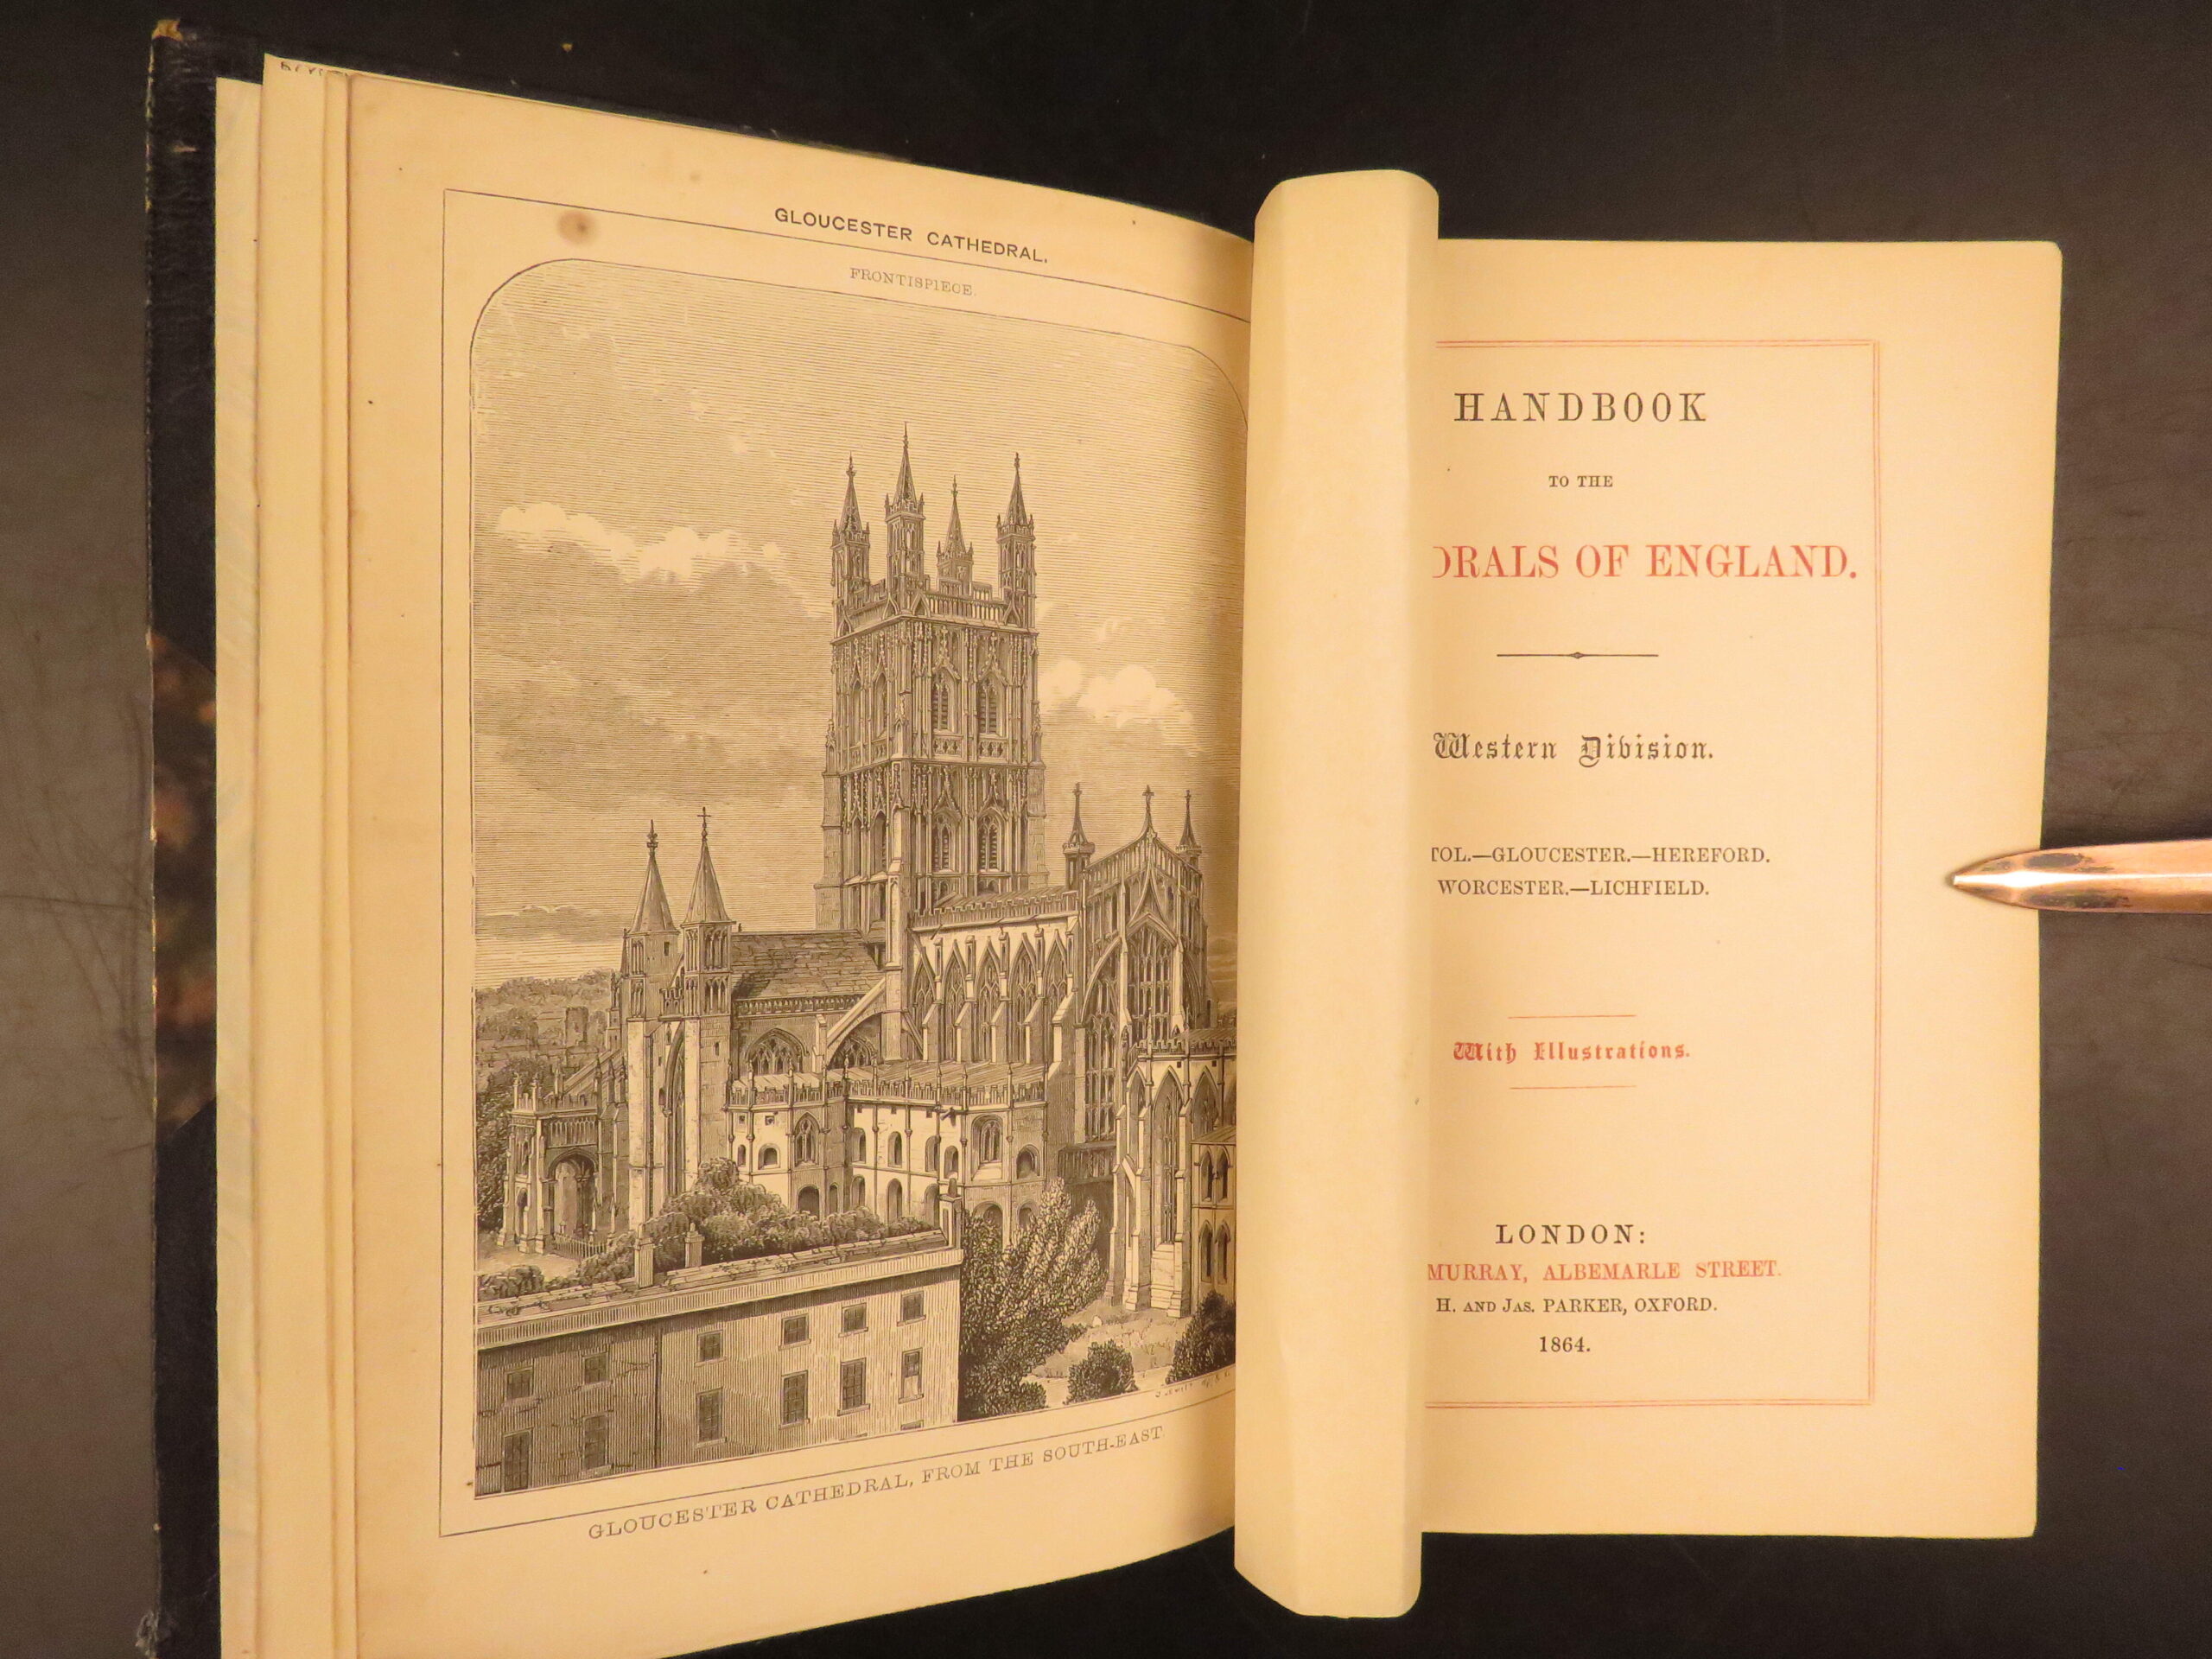 GLOUCESTER CATHEDRAL.
FRONTISPIECE.
GLOUCESTER CATHEDRAL, FROM THE SOUTH-EAST
HANDBOOK
TO THE
DRALS OF ENGLAND.
Western Division.
TOL.—GLOUCESTER.—HEREFORD.
WORCESTER.—LICHFIELD.
With Illustrations.
LONDON:
MURRAY, ALBEMARLE STREET.
H. AND JAS. PARKER, OXFORD.
1864.